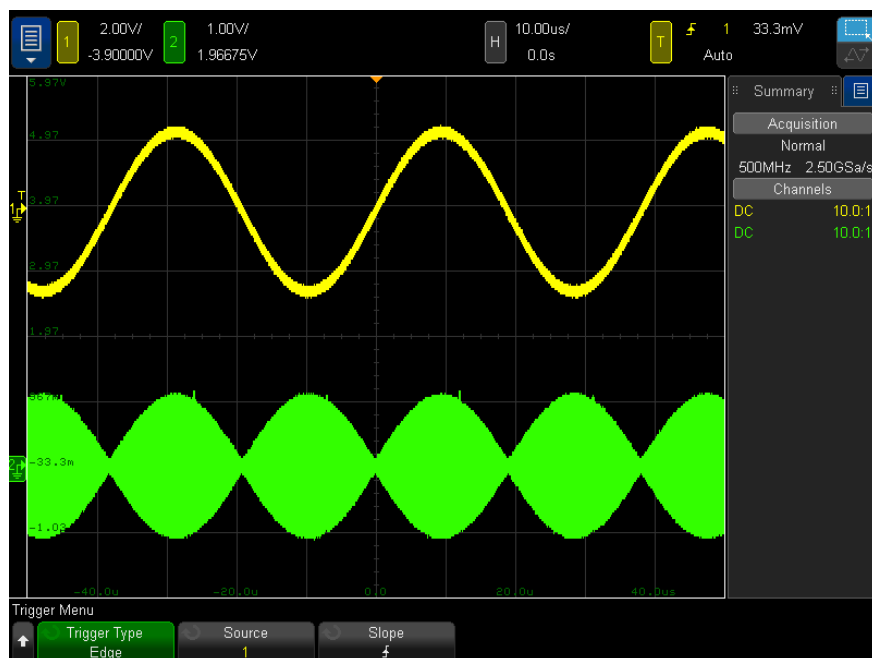 1 2.00V/ 2 1.00V/ H 10.00us/ T 1 33.3mV
-3.90000V 1.96675V 0.0s Auto
5.97V
4.97
3.97
2.97
1.97
967m
-33.3m
-1.03
T
1
2
-40.0u -20.0u 0.0 20.0u 40.0us
Summary
Acquisition
Normal
500MHz 2.50GSa/s
Channels
DC 10.0:1
DC 10.0:1
Trigger Menu
Trigger Type Source Slope
Edge 1